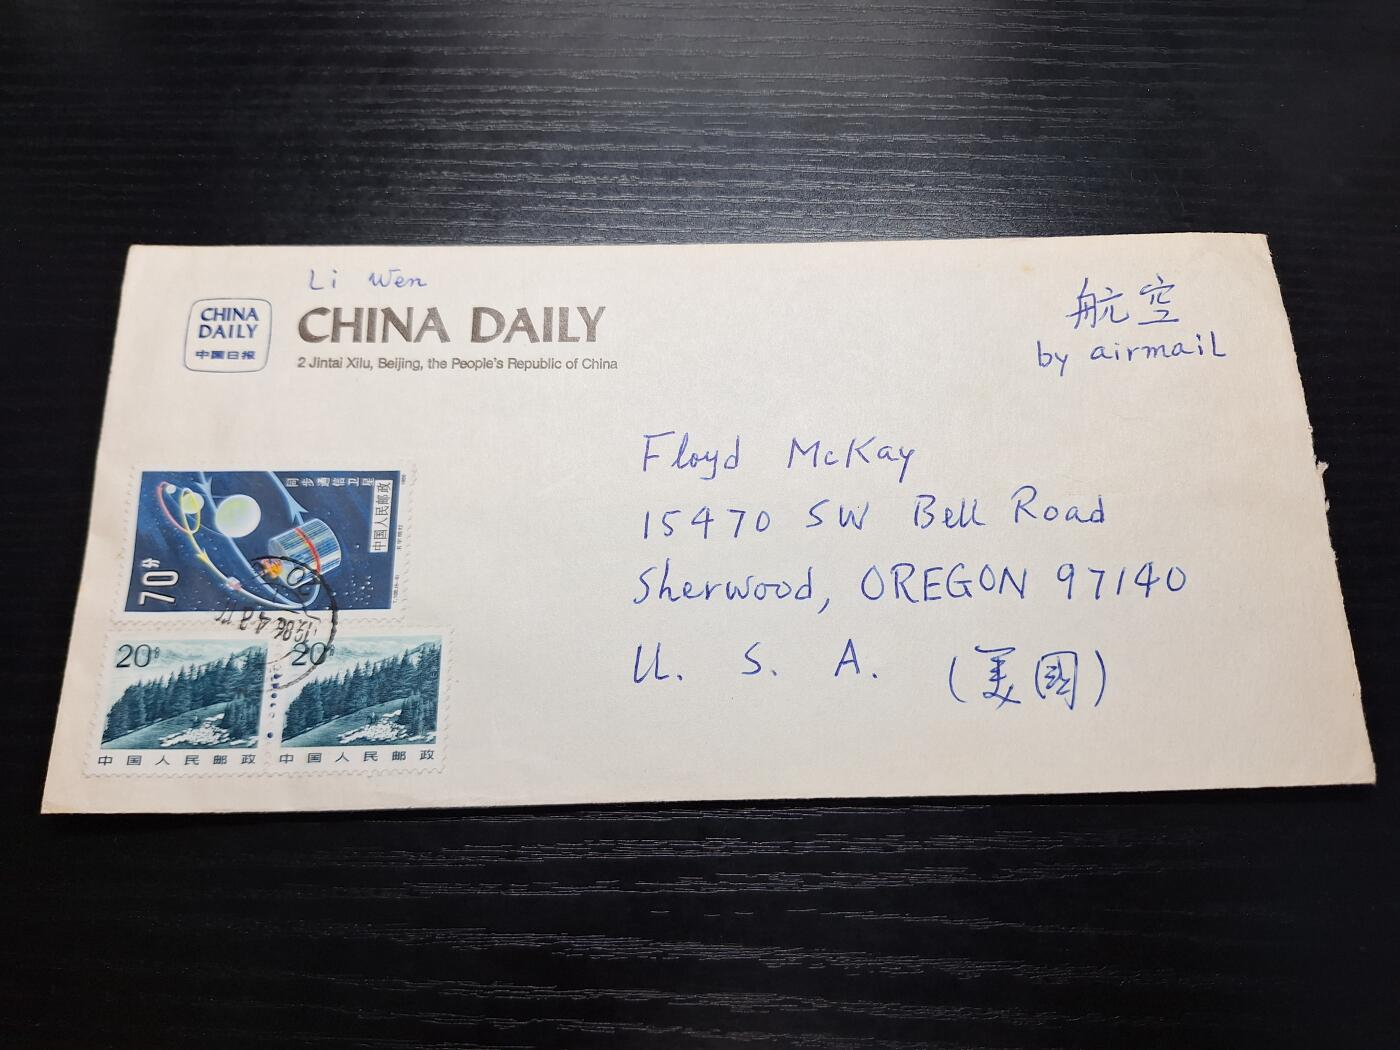 Li Wen
CHINA
DAILY
中国日报
CHINA DAILY
2 Jintai Xilu, Beijing, the People's Republic of China
航空
by airmail
Floyd McKay
15470 SW Bell Road
Sherwood, OREGON 97140
U. S. A. (美国)
同步通信卫星
中国人民邮政
70分
1986.4.2
20分
中国人民邮政
20分
中国人民邮政